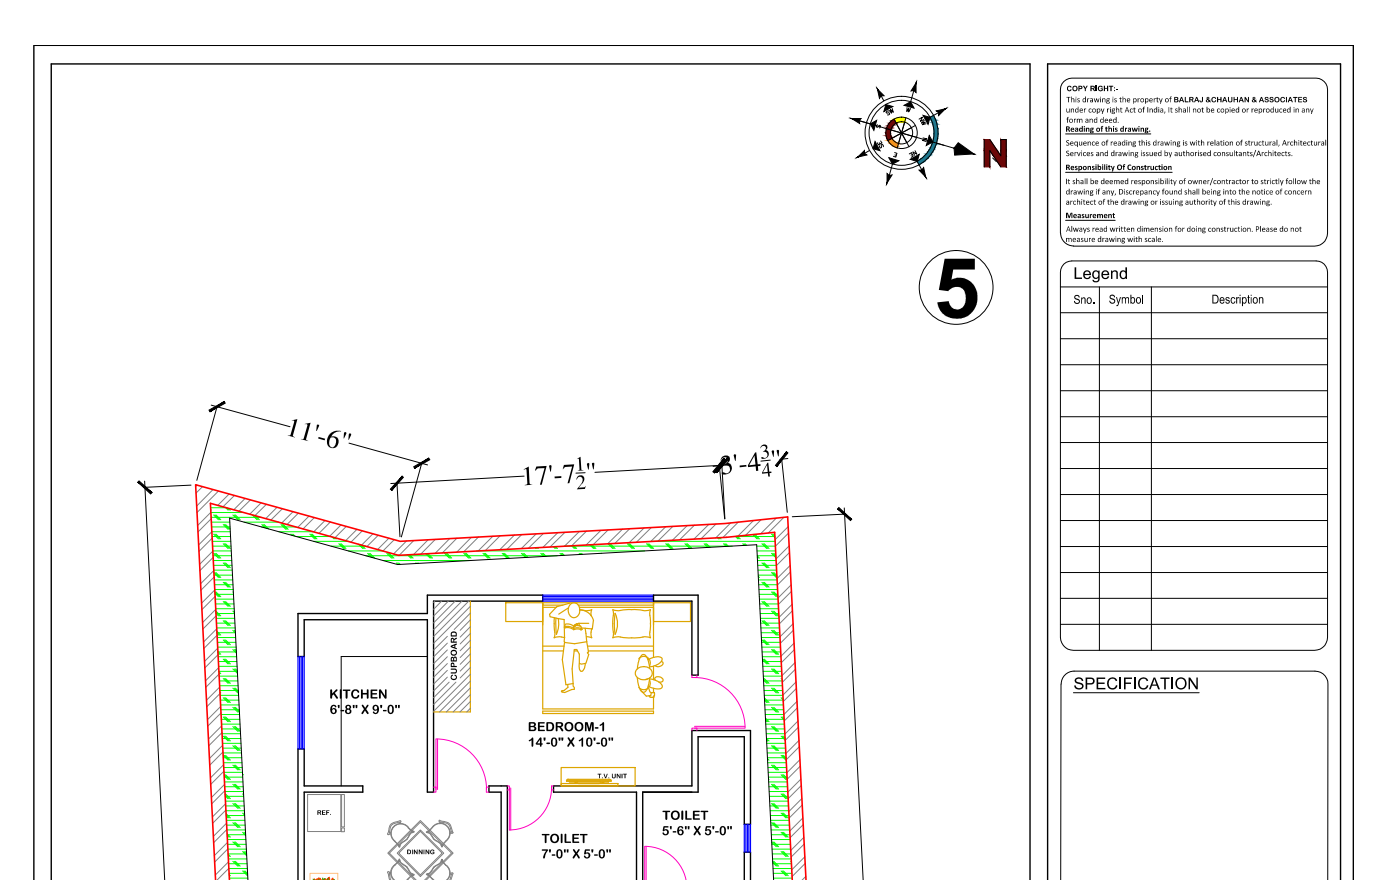 COPY RIGHT:-
This drawing is the property of BALRAJ &CHAUHAN & ASSOCIATES
under copy right Act of India, It shall not be copied or reproduced in any
form and deed.
Reading of this drawing.
Sequence of reading this drawing is with relation of structural, Architectural
Services and drawing issued by authorised consultants/Architects.
Responsibility Of Construction
It shall be deemed responsibility of owner/contractor to strictly follow the
drawing if any, Discrepancy found shall being into the notice of concern
architect of the drawing or issuing authority of this drawing.
Measurement
Always read written dimension for doing construction. Please do not
measure drawing with scale.
N
5
Legend
Sno. Symbol Description
SPECIFICATION
11'-6"
17'-7 1/2"
3'-4 3/4"
CUPBOARD
KITCHEN
6'-8" X 9'-0"
BEDROOM-1
14'-0" X 10'-0"
T.V. UNIT
REF.
DINNING
TOILET
7'-0" X 5'-0"
TOILET
5'-6" X 5'-0"